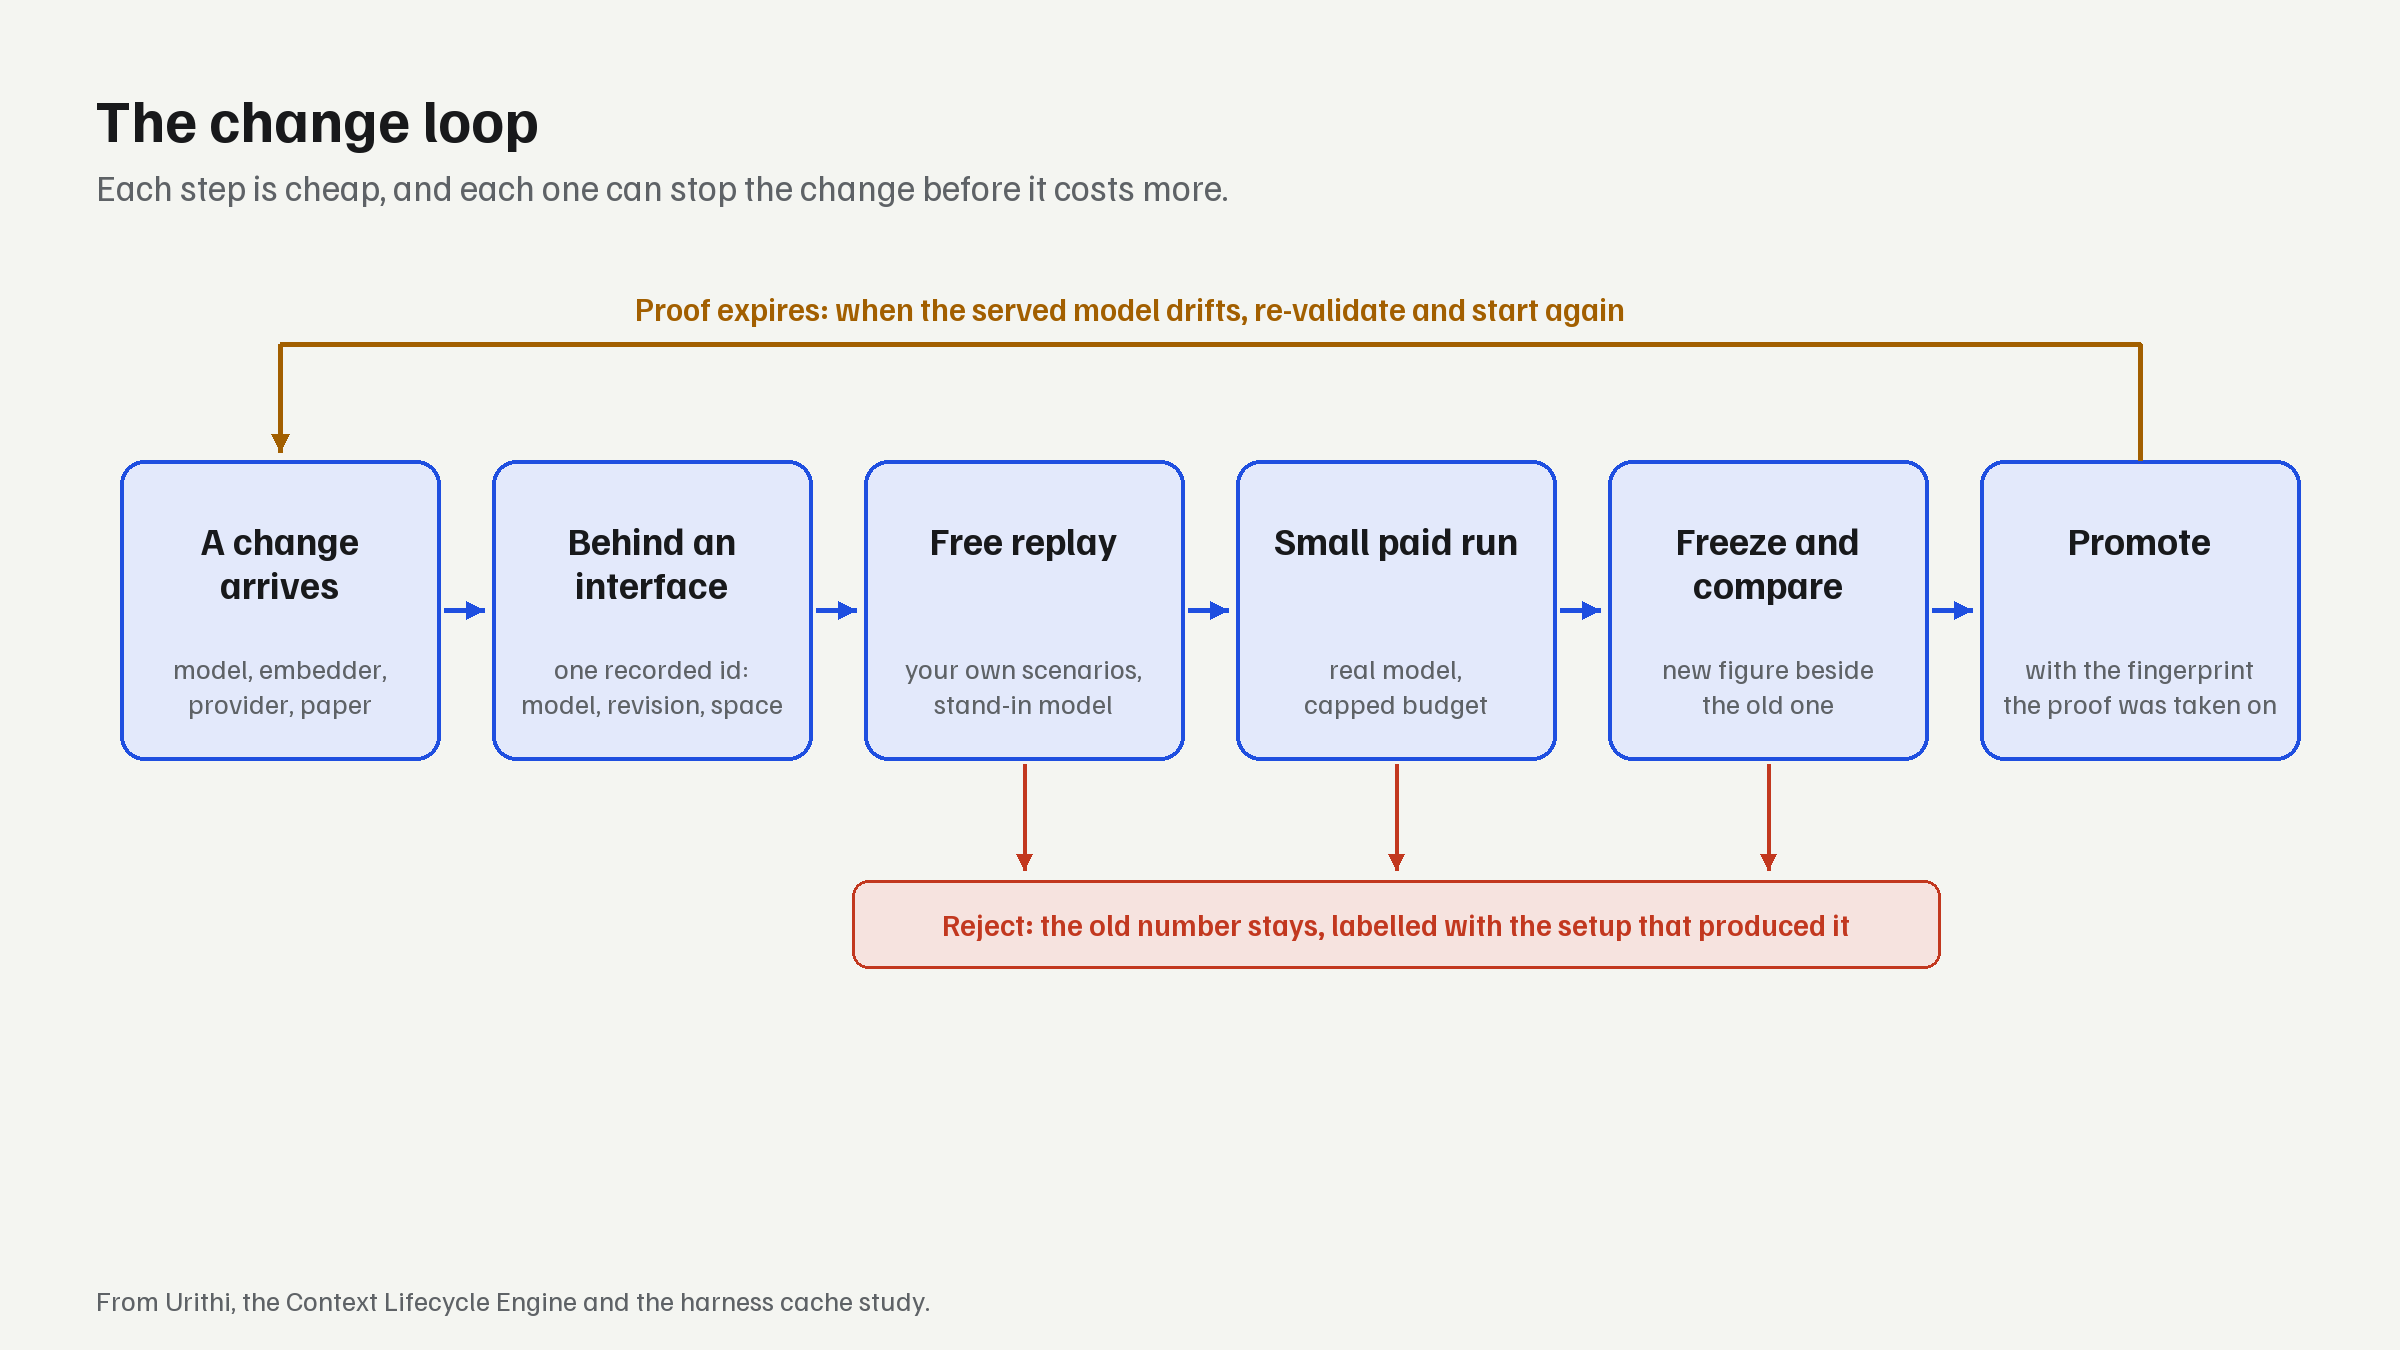 The change loop
Each step is cheap, and each one can stop the change before it costs more.
Proof expires: when the served model drifts, re-validate and start again
A change
arrives
model, embedder,
provider, paper
Behind an
interface
one recorded id:
model, revision, space
Free replay
your own scenarios,
stand-in model
Small paid run
real model,
capped budget
Freeze and
compare
new figure beside
the old one
Promote
with the fingerprint
the proof was taken on
Reject: the old number stays, labelled with the setup that produced it
From Urithi, the Context Lifecycle Engine and the harness cache study.